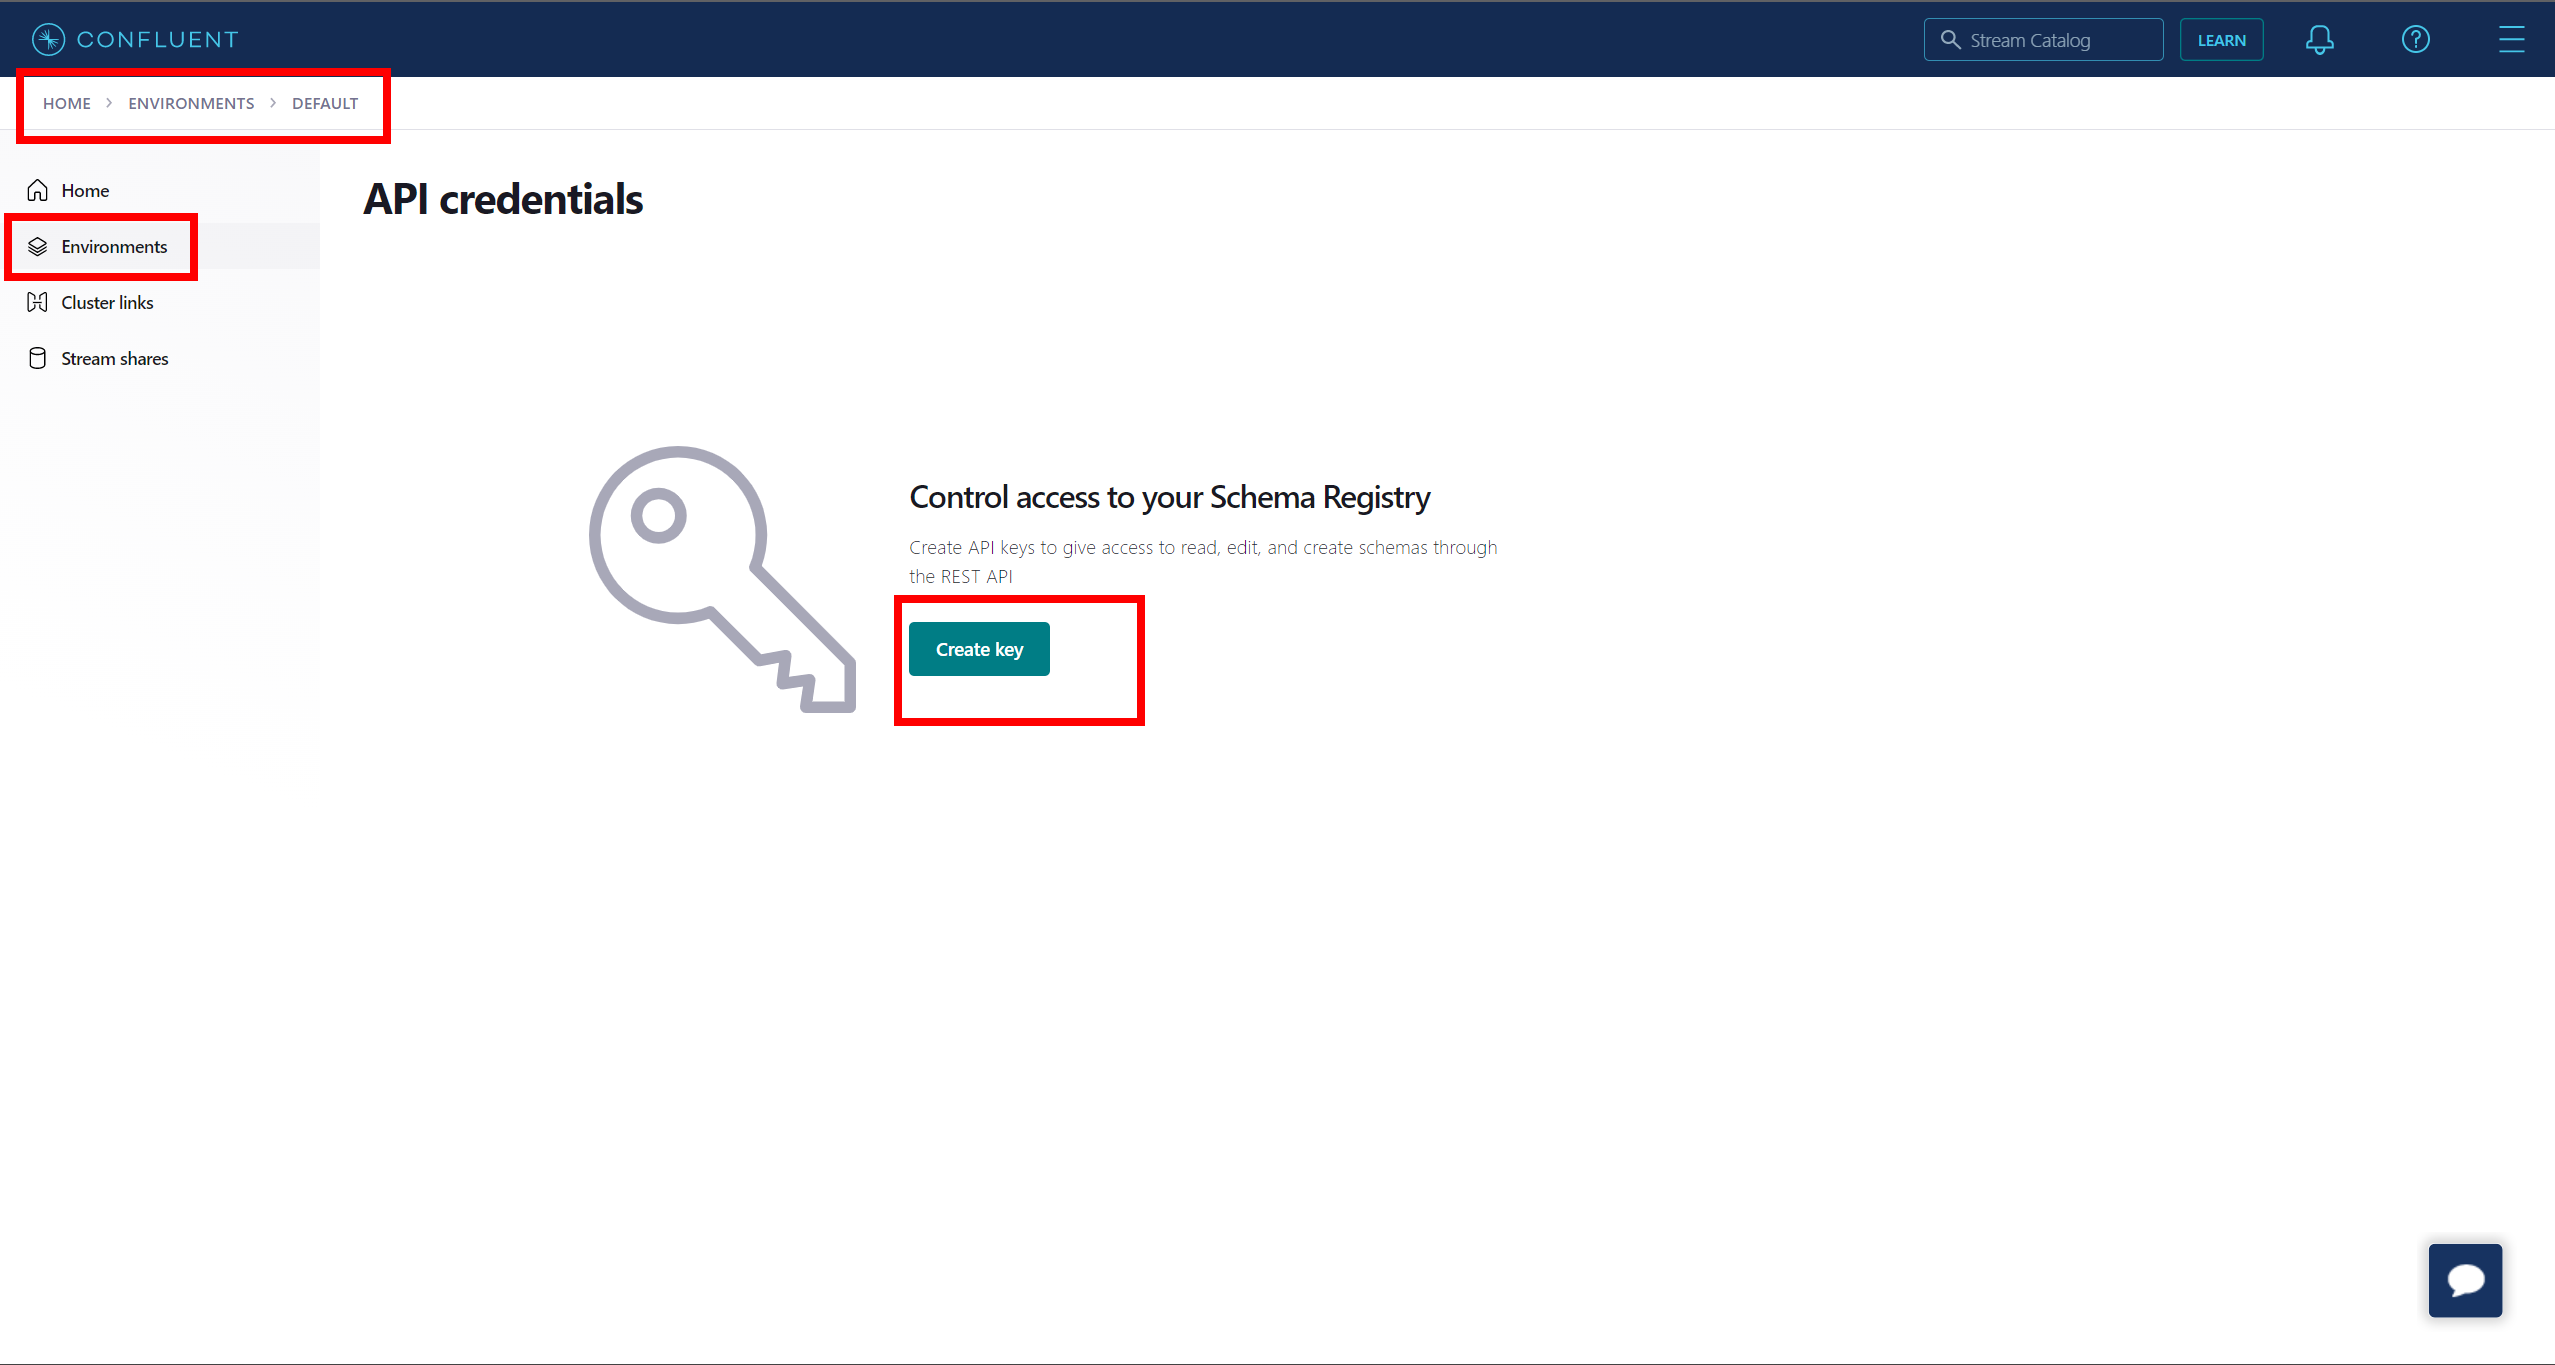 CONFLUENT
Stream Catalog
LEARN
HOME > ENVIRONMENTS > DEFAULT
Home
Environments
Cluster links
Stream shares
API credentials
Control access to your Schema Registry
Create API keys to give access to read, edit, and create schemas through
the REST API
Create key